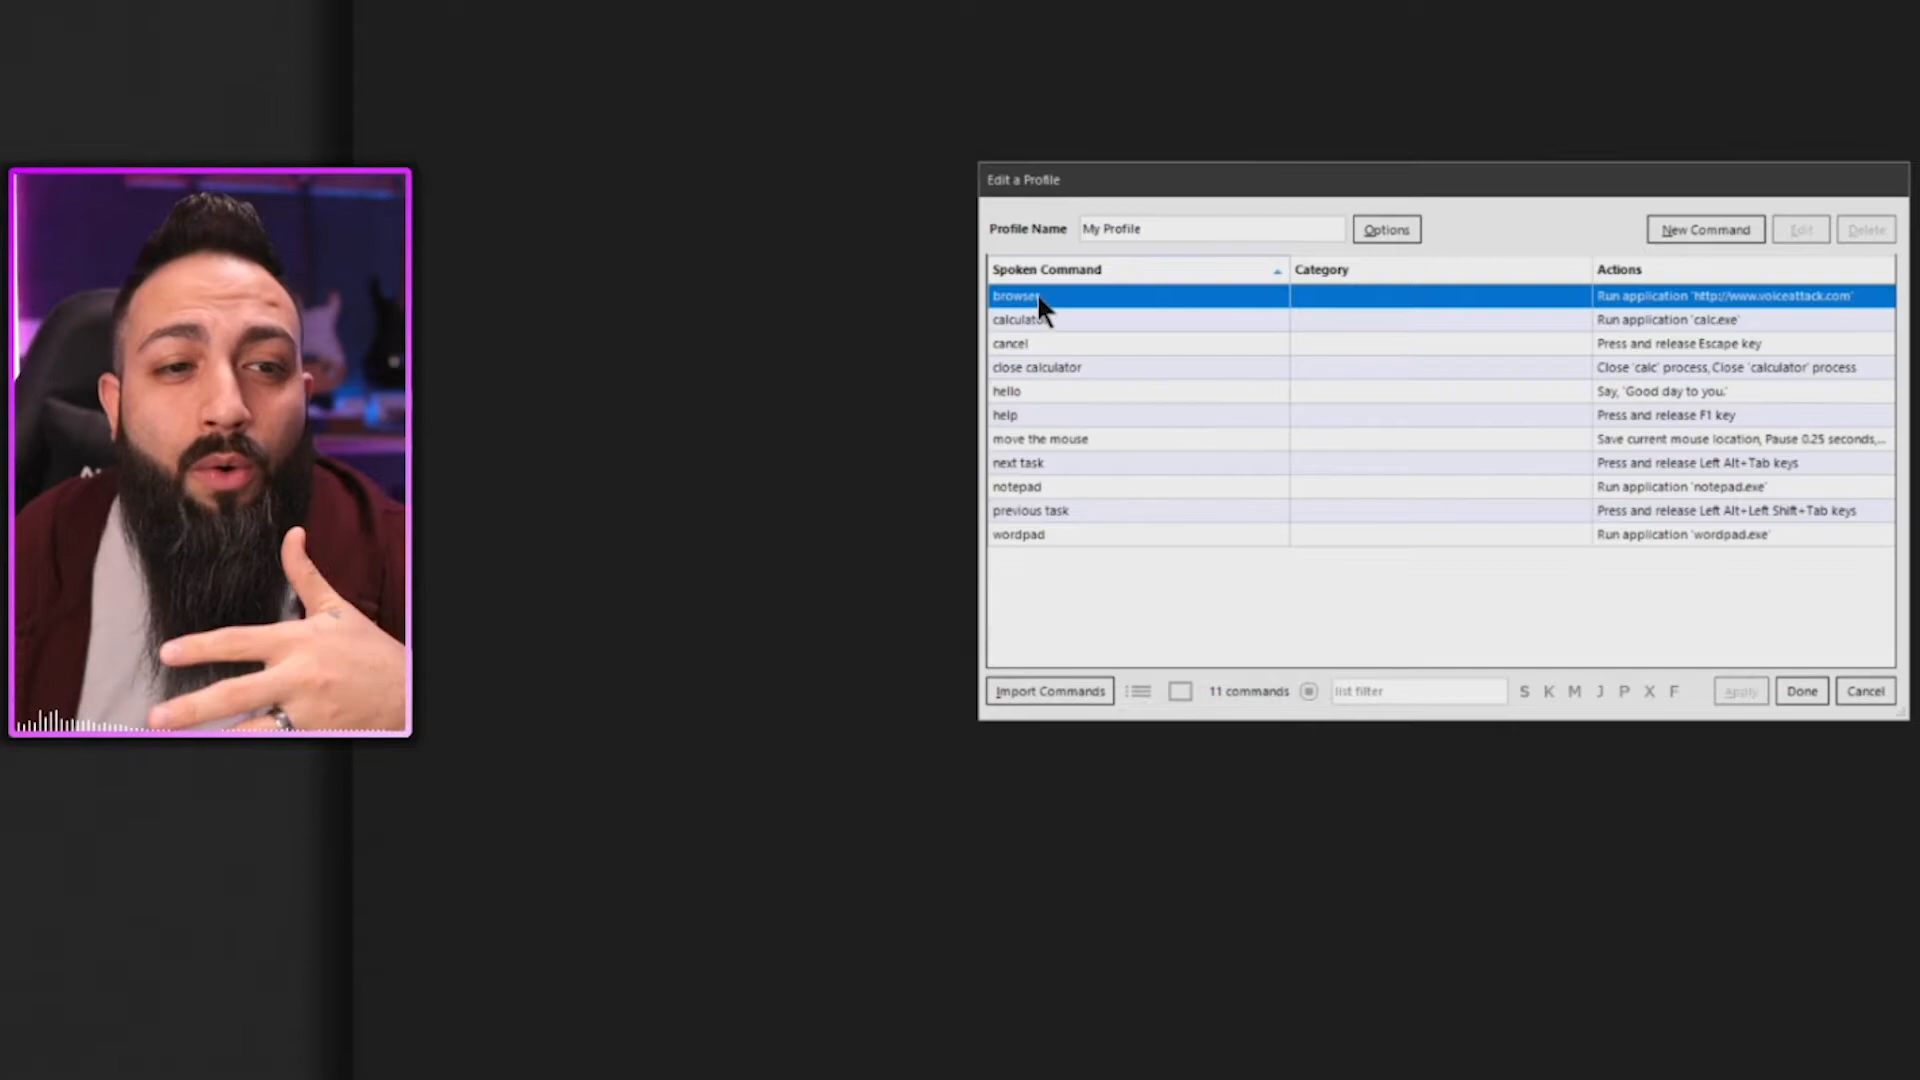 Edit a Profile
Profile Name My Profile Options New Command Edit Delete
Spoken Command Category Actions
browser Run application 'http://www.voiceattack.com'
calculator Run application 'calc.exe'
cancel Press and release Escape key
close calculator Close 'calc' process, Close 'calculator' process
hello Say, 'Good day to you.'
help Press and release F1 key
move the mouse Save current mouse location, Pause 0.25 seconds,...
next task Press and release Left Alt+Tab keys
notepad Run application 'notepad.exe'
previous task Press and release Left Alt+Left Shift+Tab keys
wordpad Run application 'wordpad.exe'
Import Commands 11 commands list filter S K M J P X F Apply Done Cancel